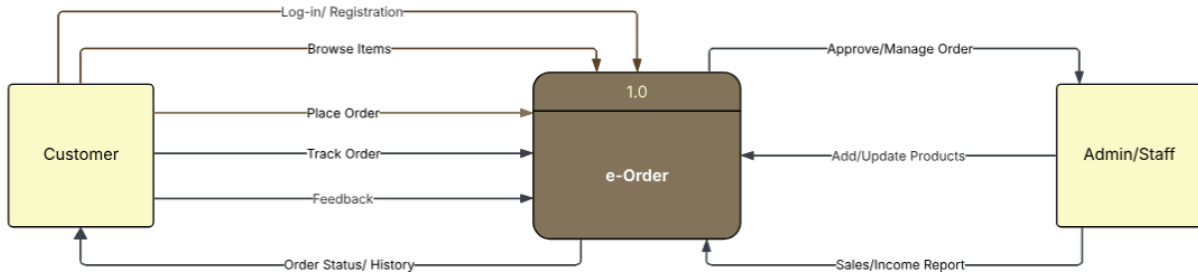 Log-in/ Registration
Browse Items
Approve/Manage Order
1.0
Place Order
Customer
Track Order
e-Order
Add/Update Products
Admin/Staff
Feedback
Order Status/ History
Sales/Income Report